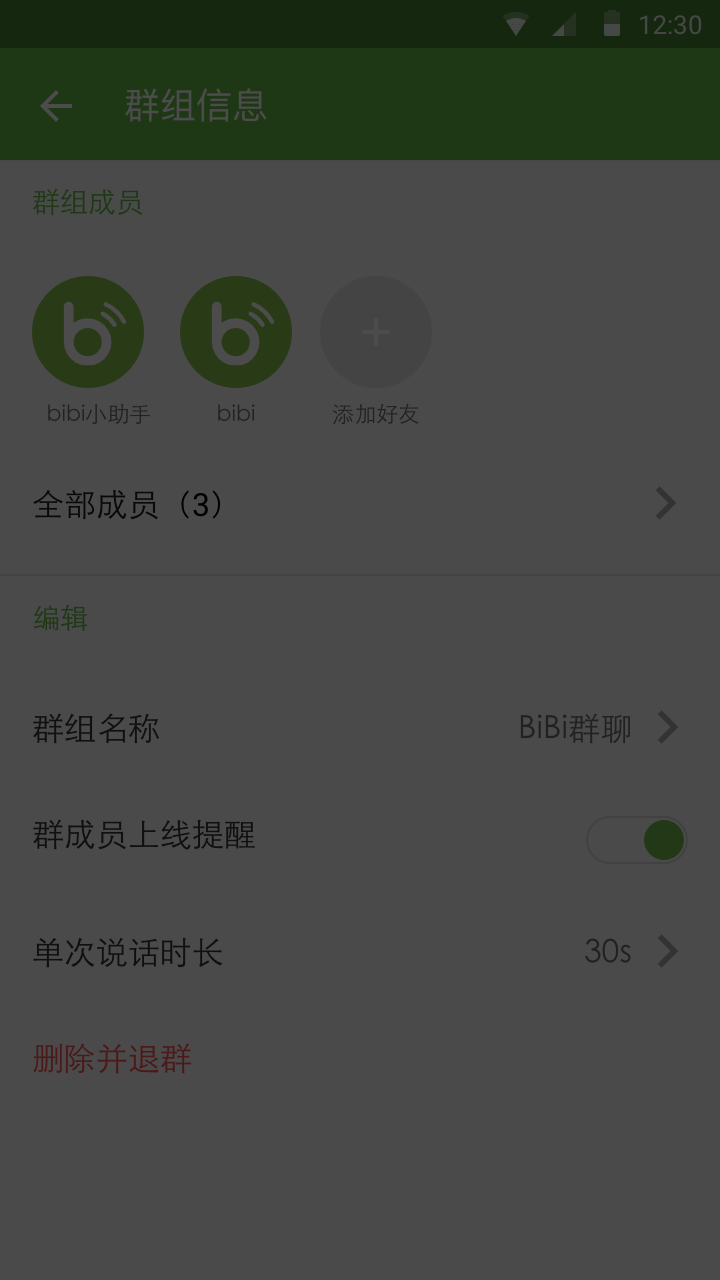 12:30
群组信息
群组成员
bibi小助手
bibi
添加好友
全部成员（3）
编辑
群组名称
BiBi群聊
群成员上线提醒
单次说话时长
30s
删除并退群